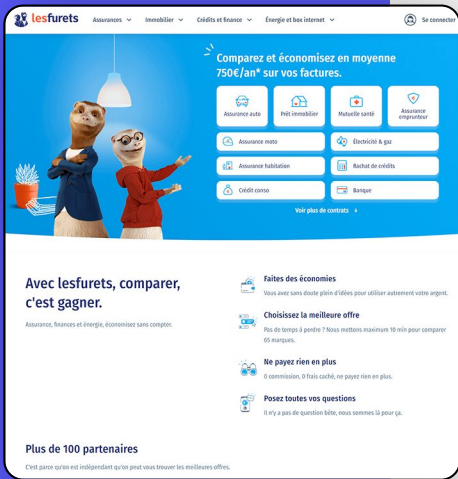 lesfurets
Assurances
Immobilier
Crédits et finance
Énergie et box internet
Se connecter
Comparez et économisez en moyenne
750€/an* sur vos factures.
Assurance auto
Prêt immobilier
Mutuelle santé
Assurance
emprunteur
Assurance moto
Électricité & gaz
Assurance habitation
Rachat de crédits
Crédit conso
Banque
Voir plus de contrats
Avec lesfurets, comparer,
c'est gagner.
Assurance, finances et énergie, économisez sans compter.
Faites des économies
Vous avez sans doute plein d'idées pour utiliser autrement votre argent.
Choisissez la meilleure offre
Pas de temps à perdre ? Nous mettons maximum 10 min pour comparer
65 marques.
Ne payez rien en plus
0 commission, 0 frais caché, ne payez rien en plus.
Posez toutes vos questions
Il n'y a pas de question bête, nous sommes là pour ça.
Plus de 100 partenaires
C'est parce qu'on est indépendant qu'on peut vous trouver les meilleures offres.